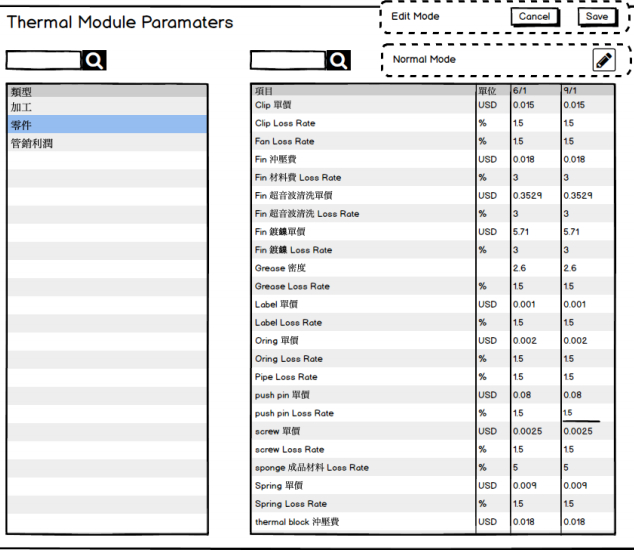 Thermal Module Paramaters
Edit Mode Cancel Save
Normal Mode
類型
加工
零件
管銷利潤
項目 單位 6/1 9/1
Clip 單價 USD 0.015 0.015
Clip Loss Rate % 1.5 1.5
Fan Loss Rate % 1.5 1.5
Fin 沖壓費 USD 0.018 0.018
Fin 材料費 Loss Rate % 3 3
Fin 超音波清洗單價 USD 0.3529 0.3529
Fin 超音波清洗 Loss Rate % 3 3
Fin 鍍鎳單價 USD 5.71 5.71
Fin 鍍鎳 Loss Rate % 3 3
Grease 密度 2.6 2.6
Grease Loss Rate % 1.5 1.5
Label 單價 USD 0.001 0.001
Label Loss Rate % 1.5 1.5
Oring 單價 USD 0.002 0.002
Oring Loss Rate % 1.5 1.5
Pipe Loss Rate % 1.5 1.5
push pin 單價 USD 0.08 0.08
push pin Loss Rate % 1.5 1.5
screw 單價 USD 0.0025 0.0025
screw Loss Rate % 1.5 1.5
sponge 成品材料 Loss Rate % 5 5
Spring 單價 USD 0.009 0.009
Spring Loss Rate % 1.5 1.5
thermal block 沖壓費 USD 0.018 0.018